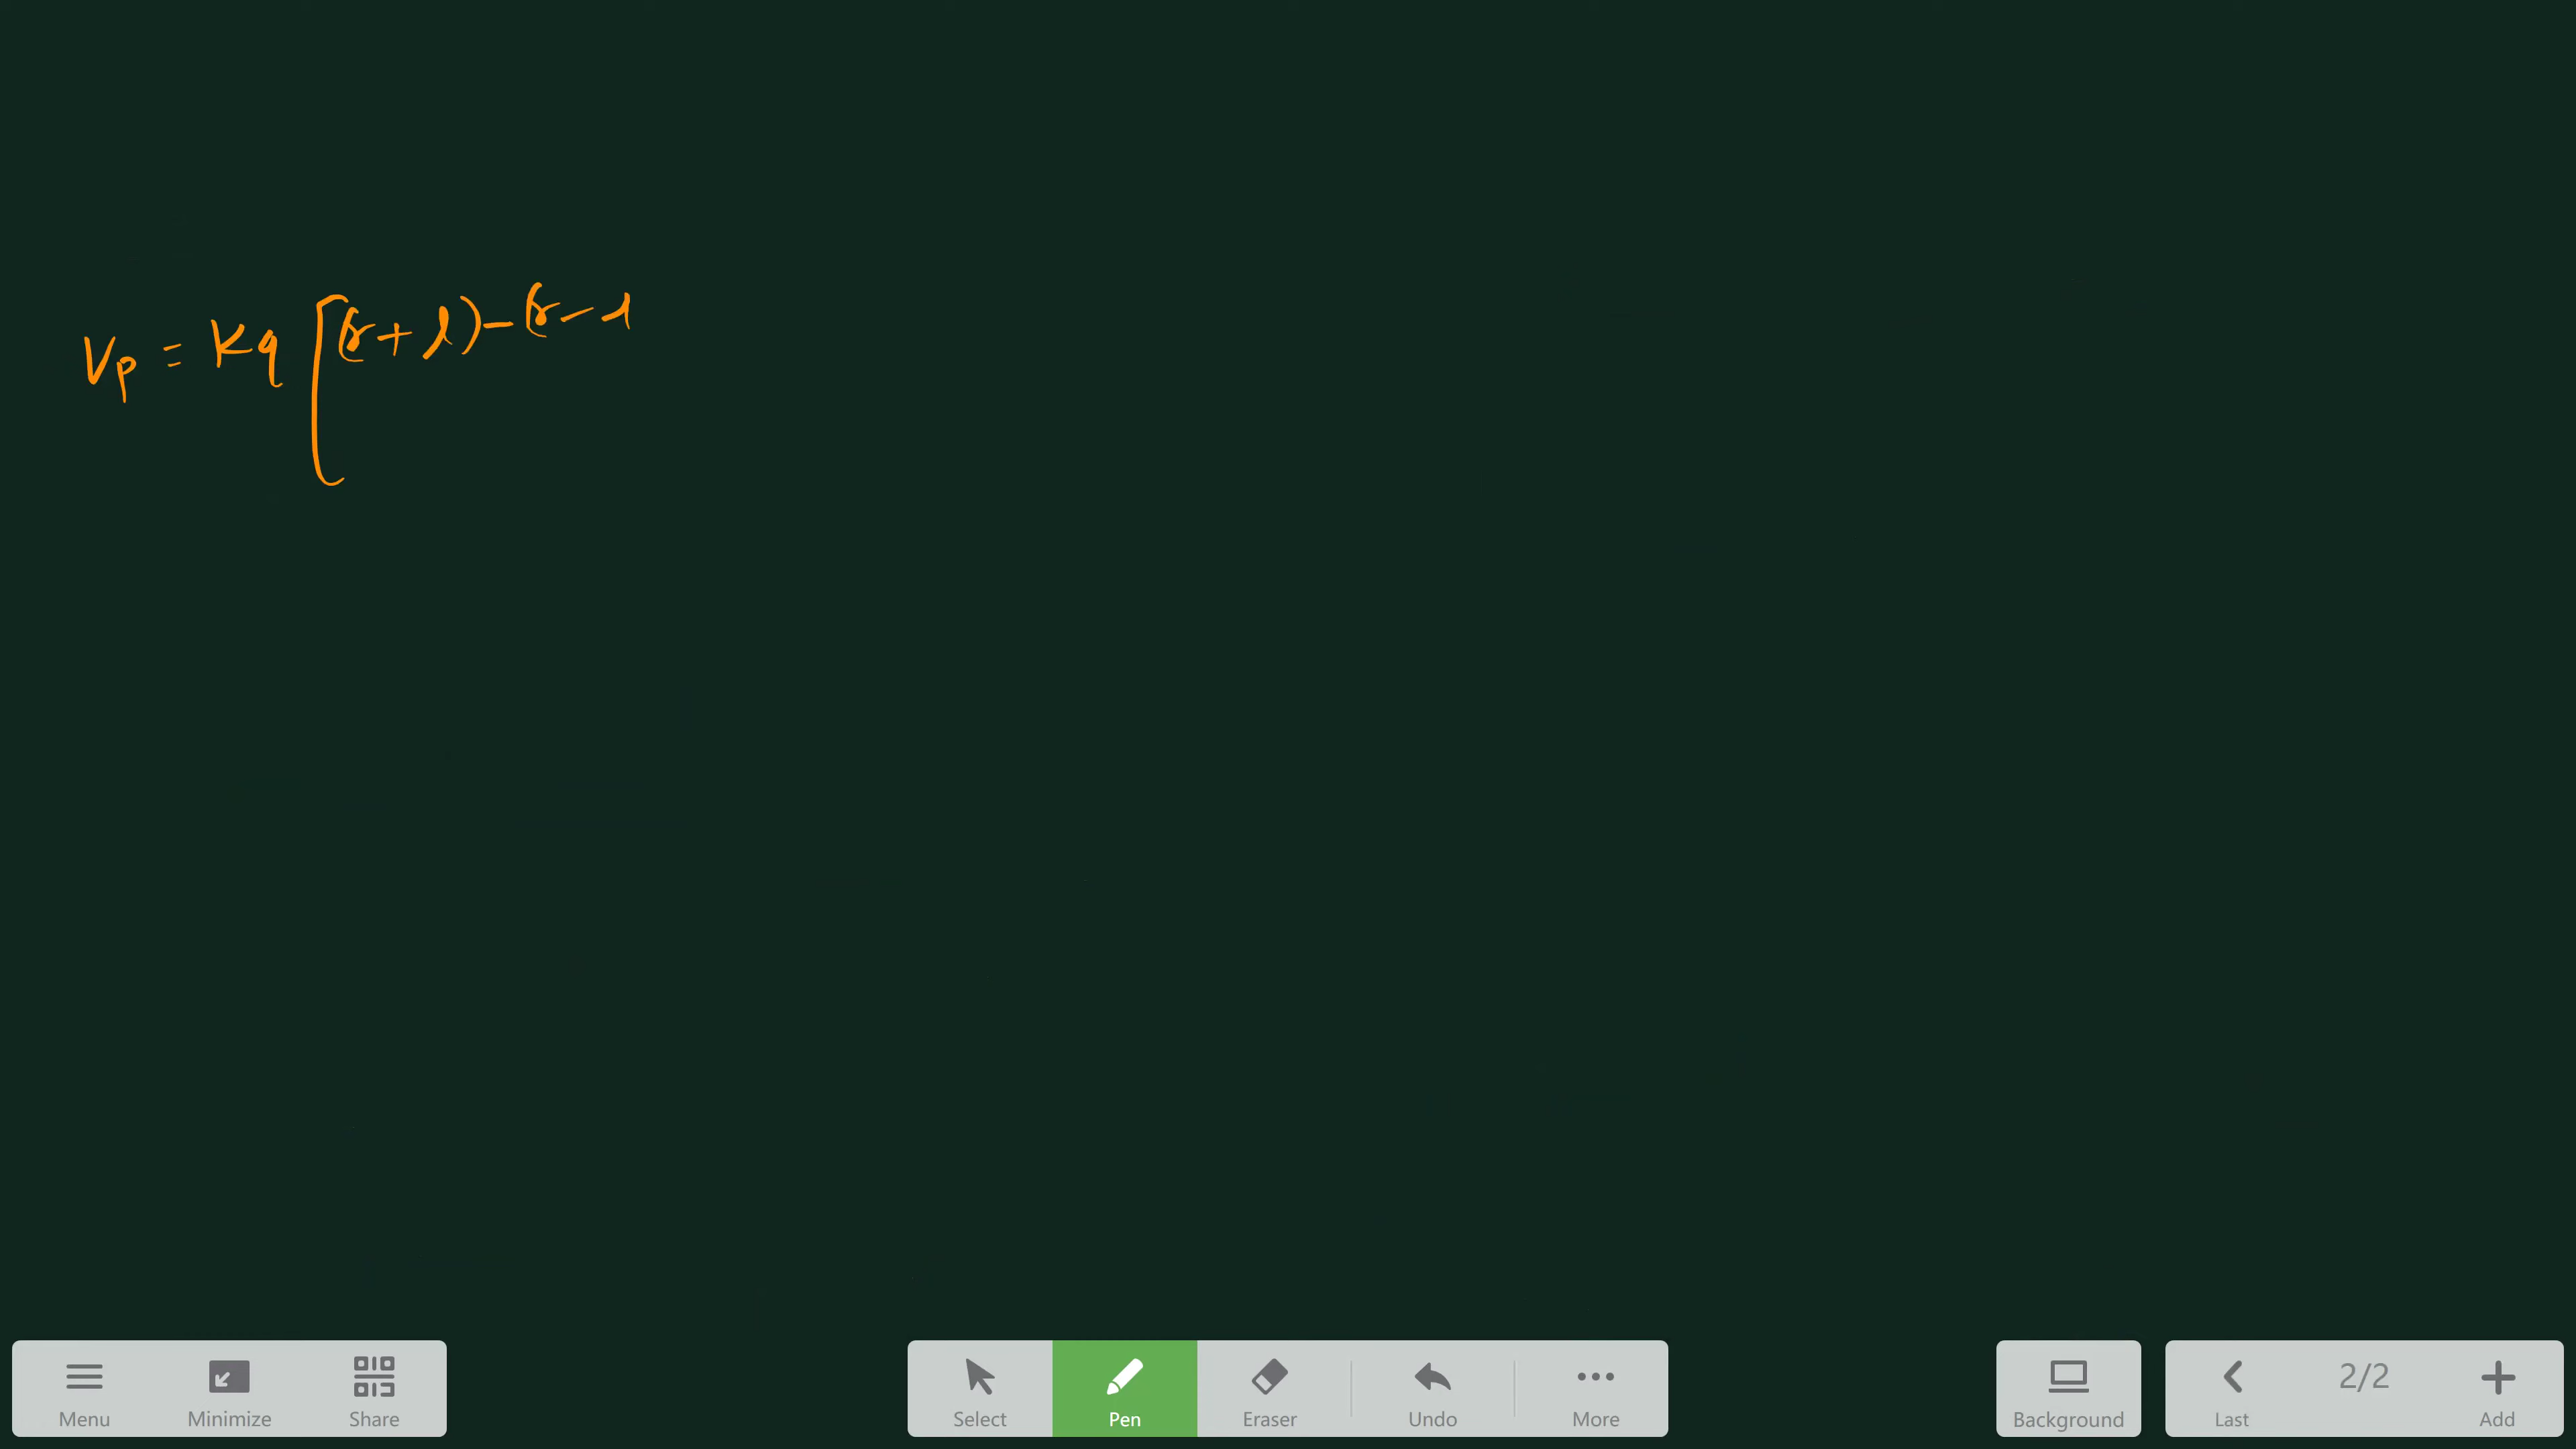 Vp = Kq [(r + l) - (r - l
Menu Minimize Share Select Pen Eraser Undo More Background Last 2/2 Add